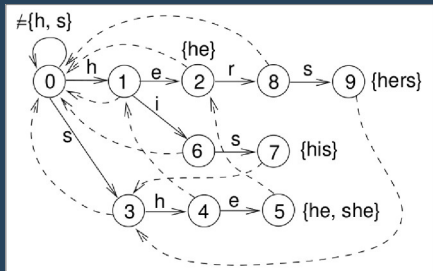 ≠{h, s}
{he}
0 h 1 e 2 r 8 s 9 {hers}
i
s 6 s 7 {his}
3 h 4 e 5 {he, she}